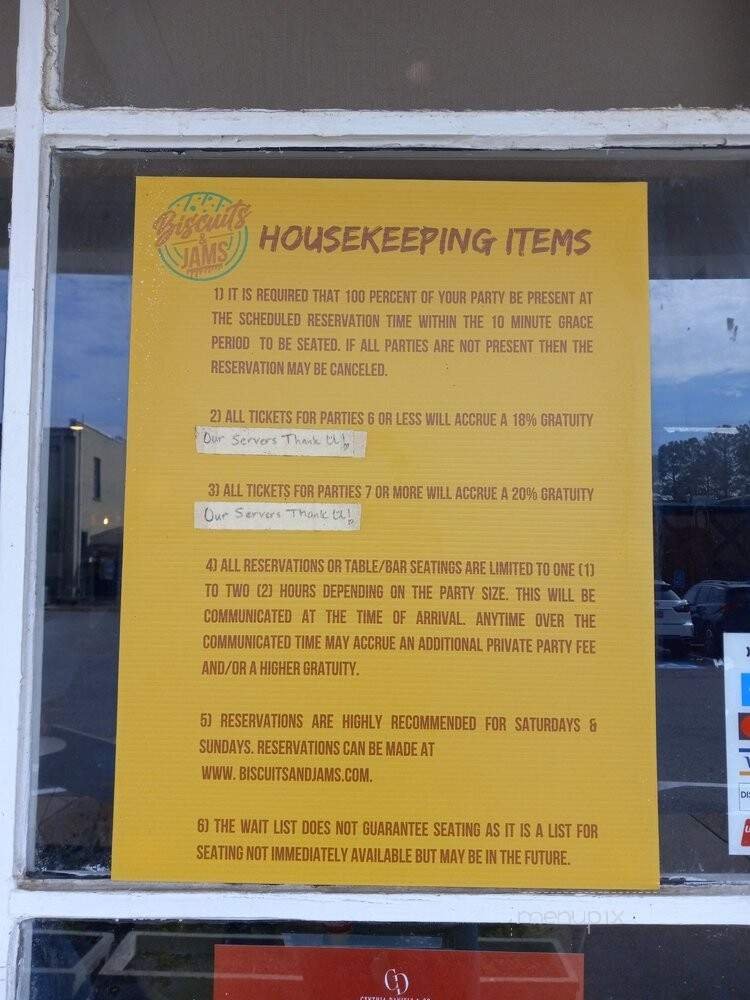 Biscuits
&
JAMS
HOUSEKEEPING ITEMS
1) IT IS REQUIRED THAT 100 PERCENT OF YOUR PARTY BE PRESENT AT
THE SCHEDULED RESERVATION TIME WITHIN THE 10 MINUTE GRACE
PERIOD TO BE SEATED. IF ALL PARTIES ARE NOT PRESENT THEN THE
RESERVATION MAY BE CANCELED.
2) ALL TICKETS FOR PARTIES 6 OR LESS WILL ACCRUE A 18% GRATUITY
Our Servers Thank U!
3) ALL TICKETS FOR PARTIES 7 OR MORE WILL ACCRUE A 20% GRATUITY
Our Servers Thank U!
4) ALL RESERVATIONS OR TABLE/BAR SEATINGS ARE LIMITED TO ONE (1)
TO TWO (2) HOURS DEPENDING ON THE PARTY SIZE. THIS WILL BE
COMMUNICATED AT THE TIME OF ARRIVAL. ANYTIME OVER THE
COMMUNICATED TIME MAY ACCRUE AN ADDITIONAL PRIVATE PARTY FEE
AND/OR A HIGHER GRATUITY.
5) RESERVATIONS ARE HIGHLY RECOMMENDED FOR SATURDAYS &
SUNDAYS. RESERVATIONS CAN BE MADE AT
WWW. BISCUITSANDJAMS.COM.
6) THE WAIT LIST DOES NOT GUARANTEE SEATING AS IT IS A LIST FOR
SEATING NOT IMMEDIATELY AVAILABLE BUT MAY BE IN THE FUTURE.
menupix
CD